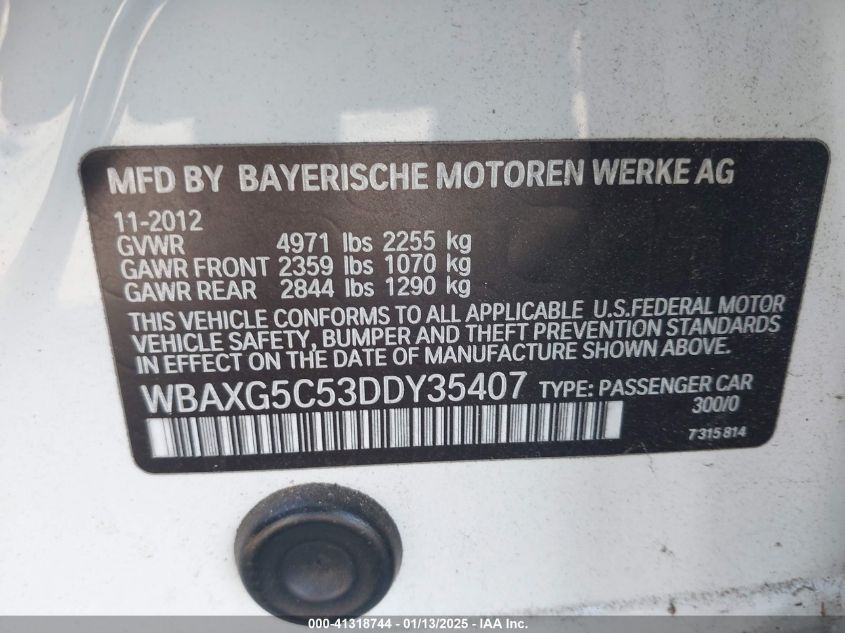 MFD BY BAYERISCHE MOTOREN WERKE AG
11-2012
GVWR 4971 lbs 2255 kg
GAWR FRONT 2359 lbs 1070 kg
GAWR REAR 2844 lbs 1290 kg
THIS VEHICLE CONFORMS TO ALL APPLICABLE U.S.FEDERAL MOTOR
VEHICLE SAFETY, BUMPER AND THEFT PREVENTION STANDARDS
IN EFFECT ON THE DATE OF MANUFACTURE SHOWN ABOVE.
WBAXG5C53DDY35407 TYPE: PASSENGER CAR
300/0
7315814
000-41318744 - 01/13/2025 - IAA Inc.